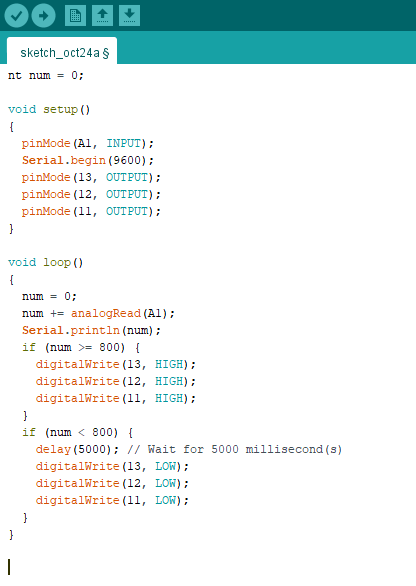 sketch_oct24a §
nt num = 0;
void setup()
{
pinMode(A1, INPUT);
Serial.begin(9600);
pinMode(13, OUTPUT);
pinMode(12, OUTPUT);
pinMode(11, OUTPUT);
}
void loop()
{
num = 0;
num += analogRead(A1);
Serial.println(num);
if (num >= 800) {
digitalWrite(13, HIGH);
digitalWrite(12, HIGH);
digitalWrite(11, HIGH);
}
if (num < 800) {
delay(5000); // Wait for 5000 millisecond(s)
digitalWrite(13, LOW);
digitalWrite(12, LOW);
digitalWrite(11, LOW);
}
}